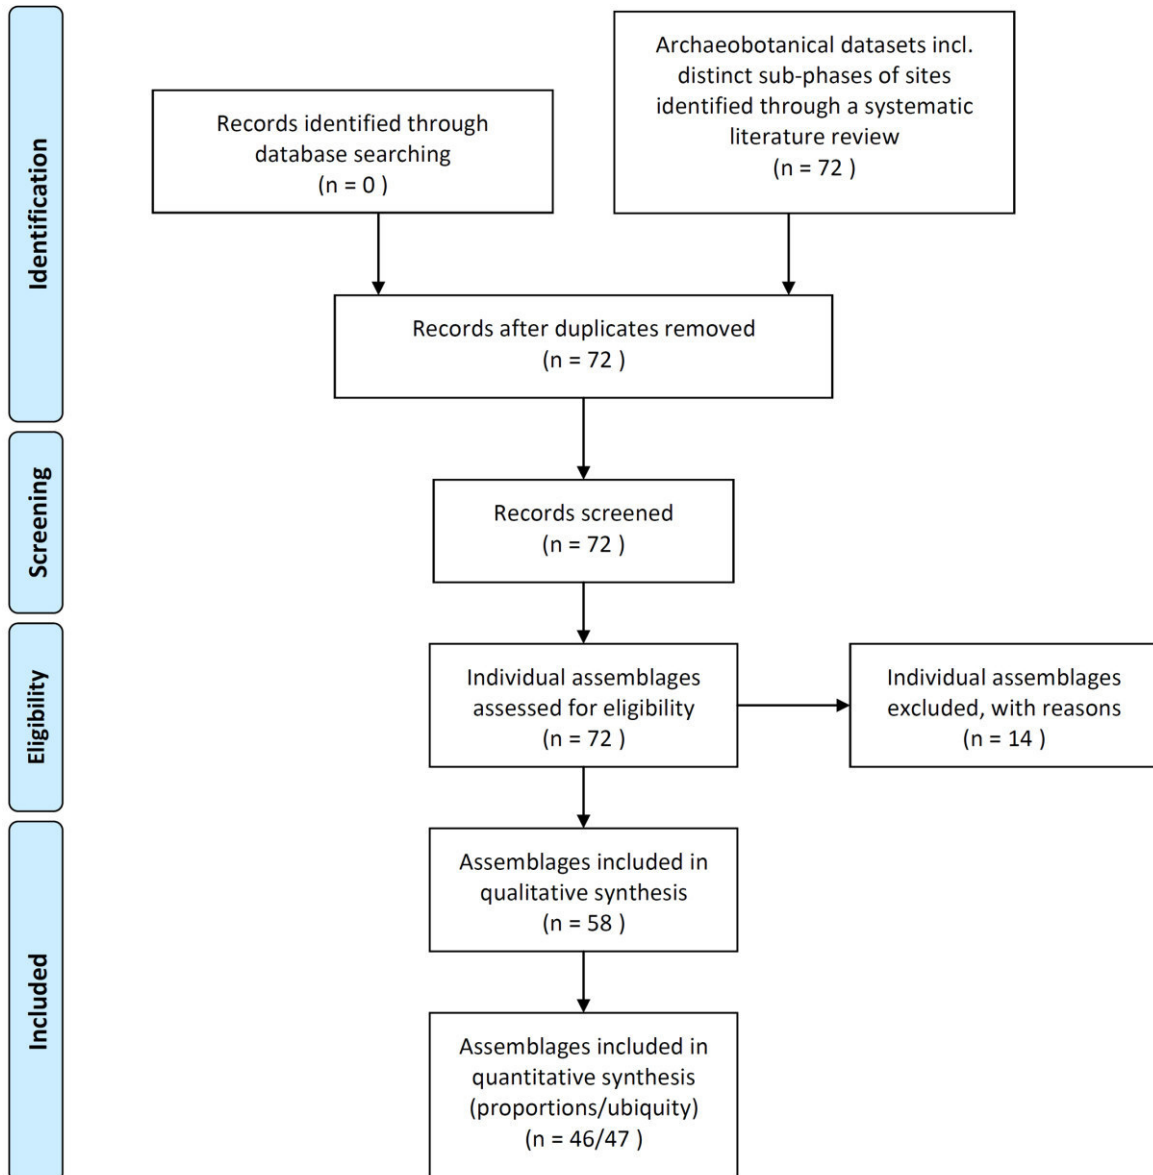 Identification
Records identified through
database searching
(n = 0 )
Archaeobotanical datasets incl.
distinct sub-phases of sites
identified through a systematic
literature review
(n = 72 )
Records after duplicates removed
(n = 72 )
Screening
Records screened
(n = 72 )
Eligibility
Individual assemblages
assessed for eligibility
(n = 72 )
Individual assemblages
excluded, with reasons
(n = 14 )
Included
Assemblages included in
qualitative synthesis
(n = 58 )
Assemblages included in
quantitative synthesis
(proportions/ubiquity)
(n = 46/47 )